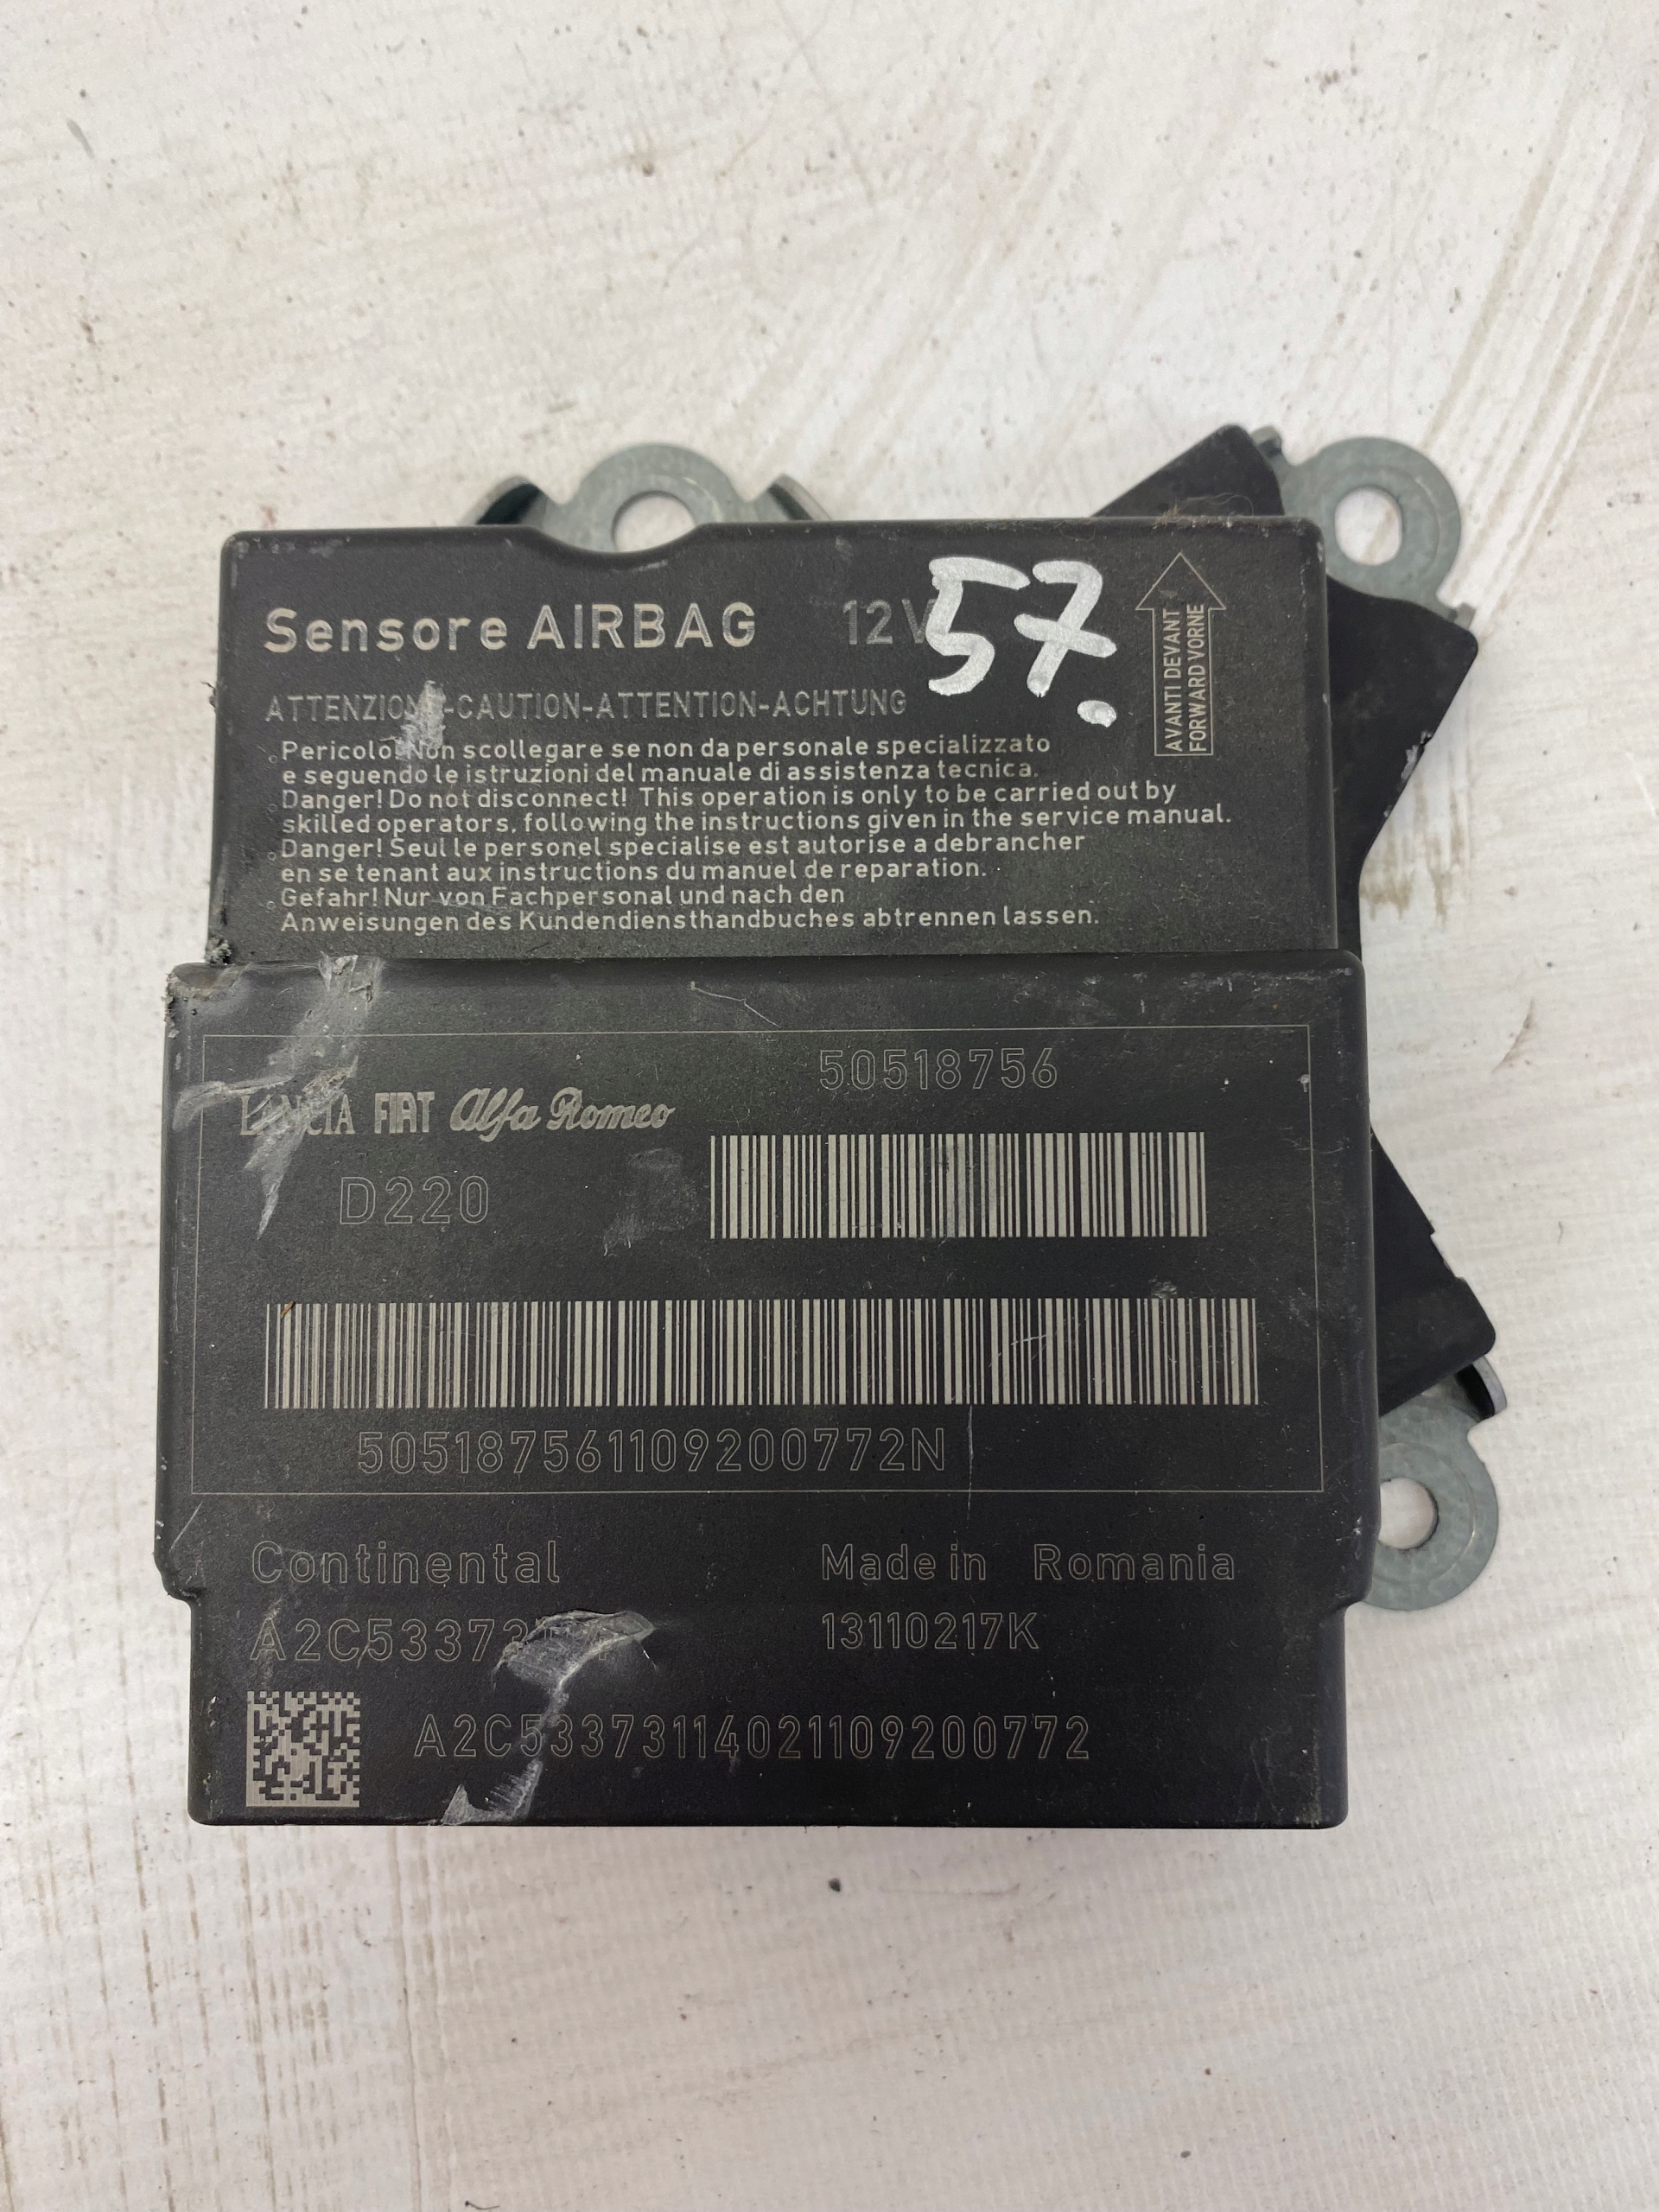 Sensore AIRBAG 12V 57.
AVANTI DEVANT
FORWARD VORNE
ATTENZIONE-CAUTION-ATTENTION-ACHTUNG
Pericolo! Non scollegare se non da personale specializzato
e seguendo le istruzioni del manuale di assistenza tecnica.
Danger! Do not disconnect! This operation is only to be carried out by
skilled operators, following the instructions given in the service manual.
Danger! Seul le personel specialise est autorise a debrancher
en se tenant aux instructions du manuel de reparation.
Gefahr! Nur von Fachpersonal und nach den
Anweisungen des Kundendiensthandbuches abtrennen lassen.
50518756
LANCIA FIAT Alfa Romeo
D220
505187561109200772N
Continental Made in Romania
13110217K
A2C53373114021109200772